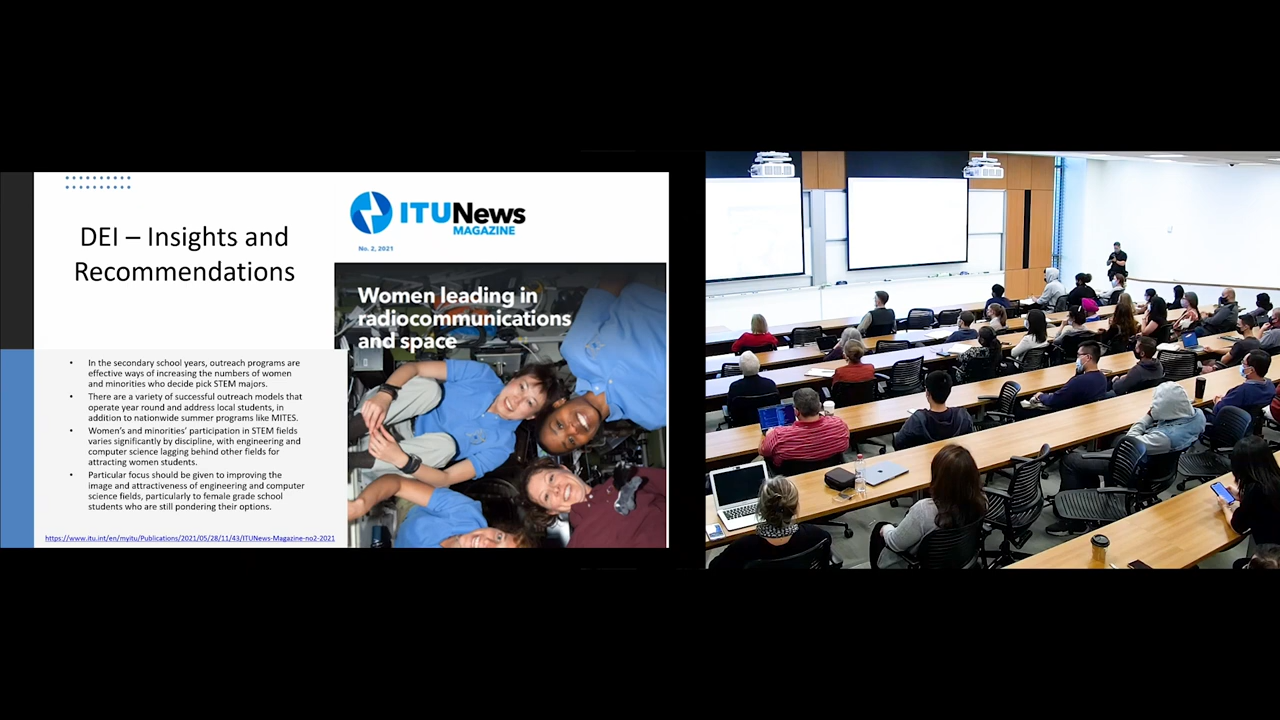 DEI – Insights and
Recommendations
• In the secondary school years, outreach programs are
effective ways of increasing the numbers of women
and minorities who decide pick STEM majors.
• There are a variety of successful outreach models that
operate year round and address local students, in
addition to nationwide summer programs like MITES.
• Women's and minorities' participation in STEM fields
varies significantly by discipline, with engineering and
computer science lagging behind other fields for
attracting women students.
• Particular focus should be given to improving the
image and attractiveness of engineering and computer
science fields, particularly to female grade school
students who are still pondering their options.
https://www.itu.int/en/myitu/Publications/2021/05/28/11/43/ITUNews-Magazine-no2-2021
ITUNews
MAGAZINE
No. 2, 2021
Women leading in
radiocommunications
and space